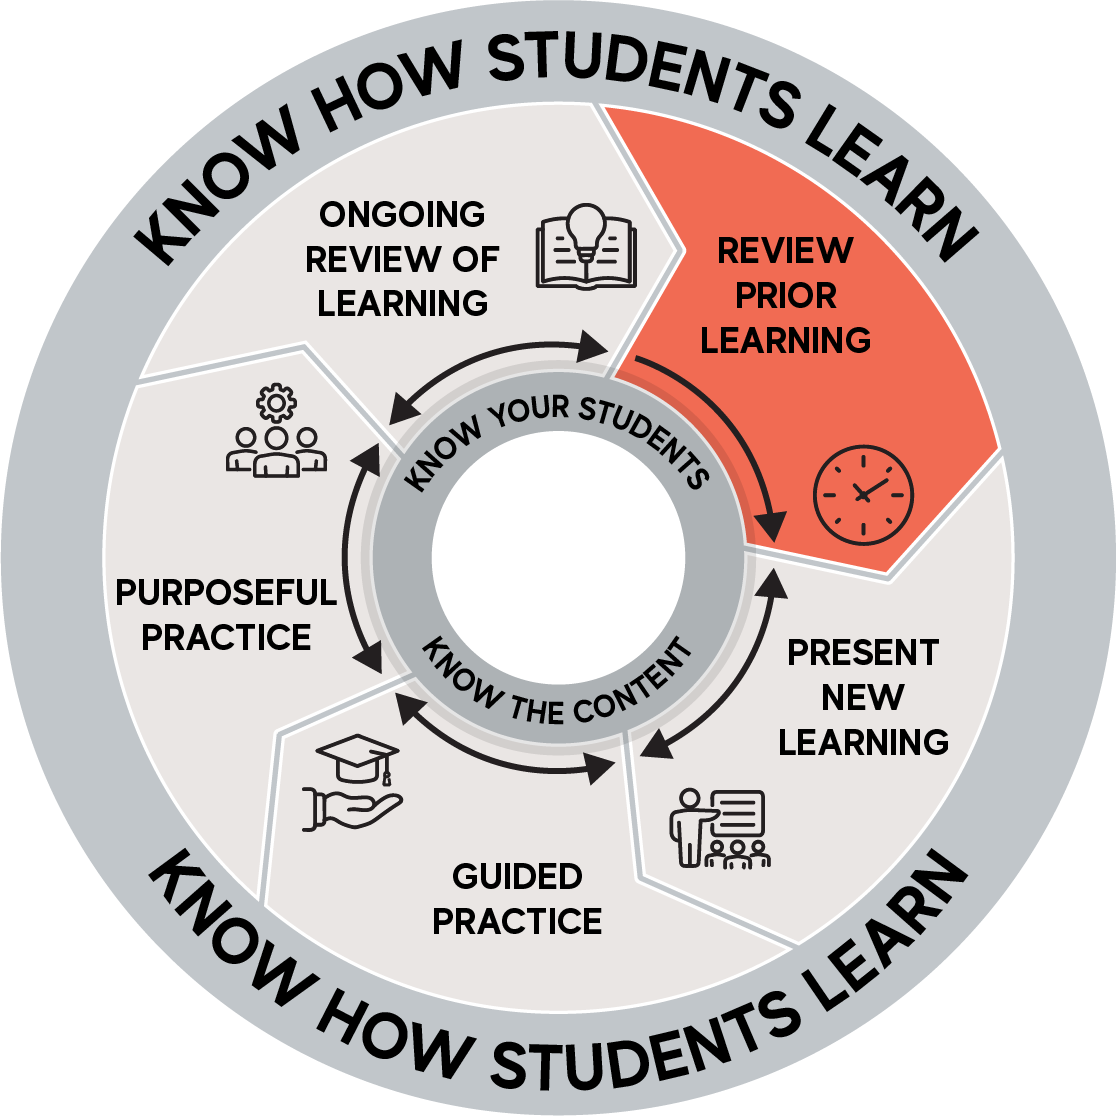 KNOW HOW STUDENTS LEARN
ONGOING
REVIEW OF
LEARNING
REVIEW
PRIOR
LEARNING
KNOW YOUR STUDENTS
PURPOSEFUL
PRACTICE
KNOW THE CONTENT
PRESENT
NEW
LEARNING
GUIDED
PRACTICE
KNOW HOW STUDENTS LEARN